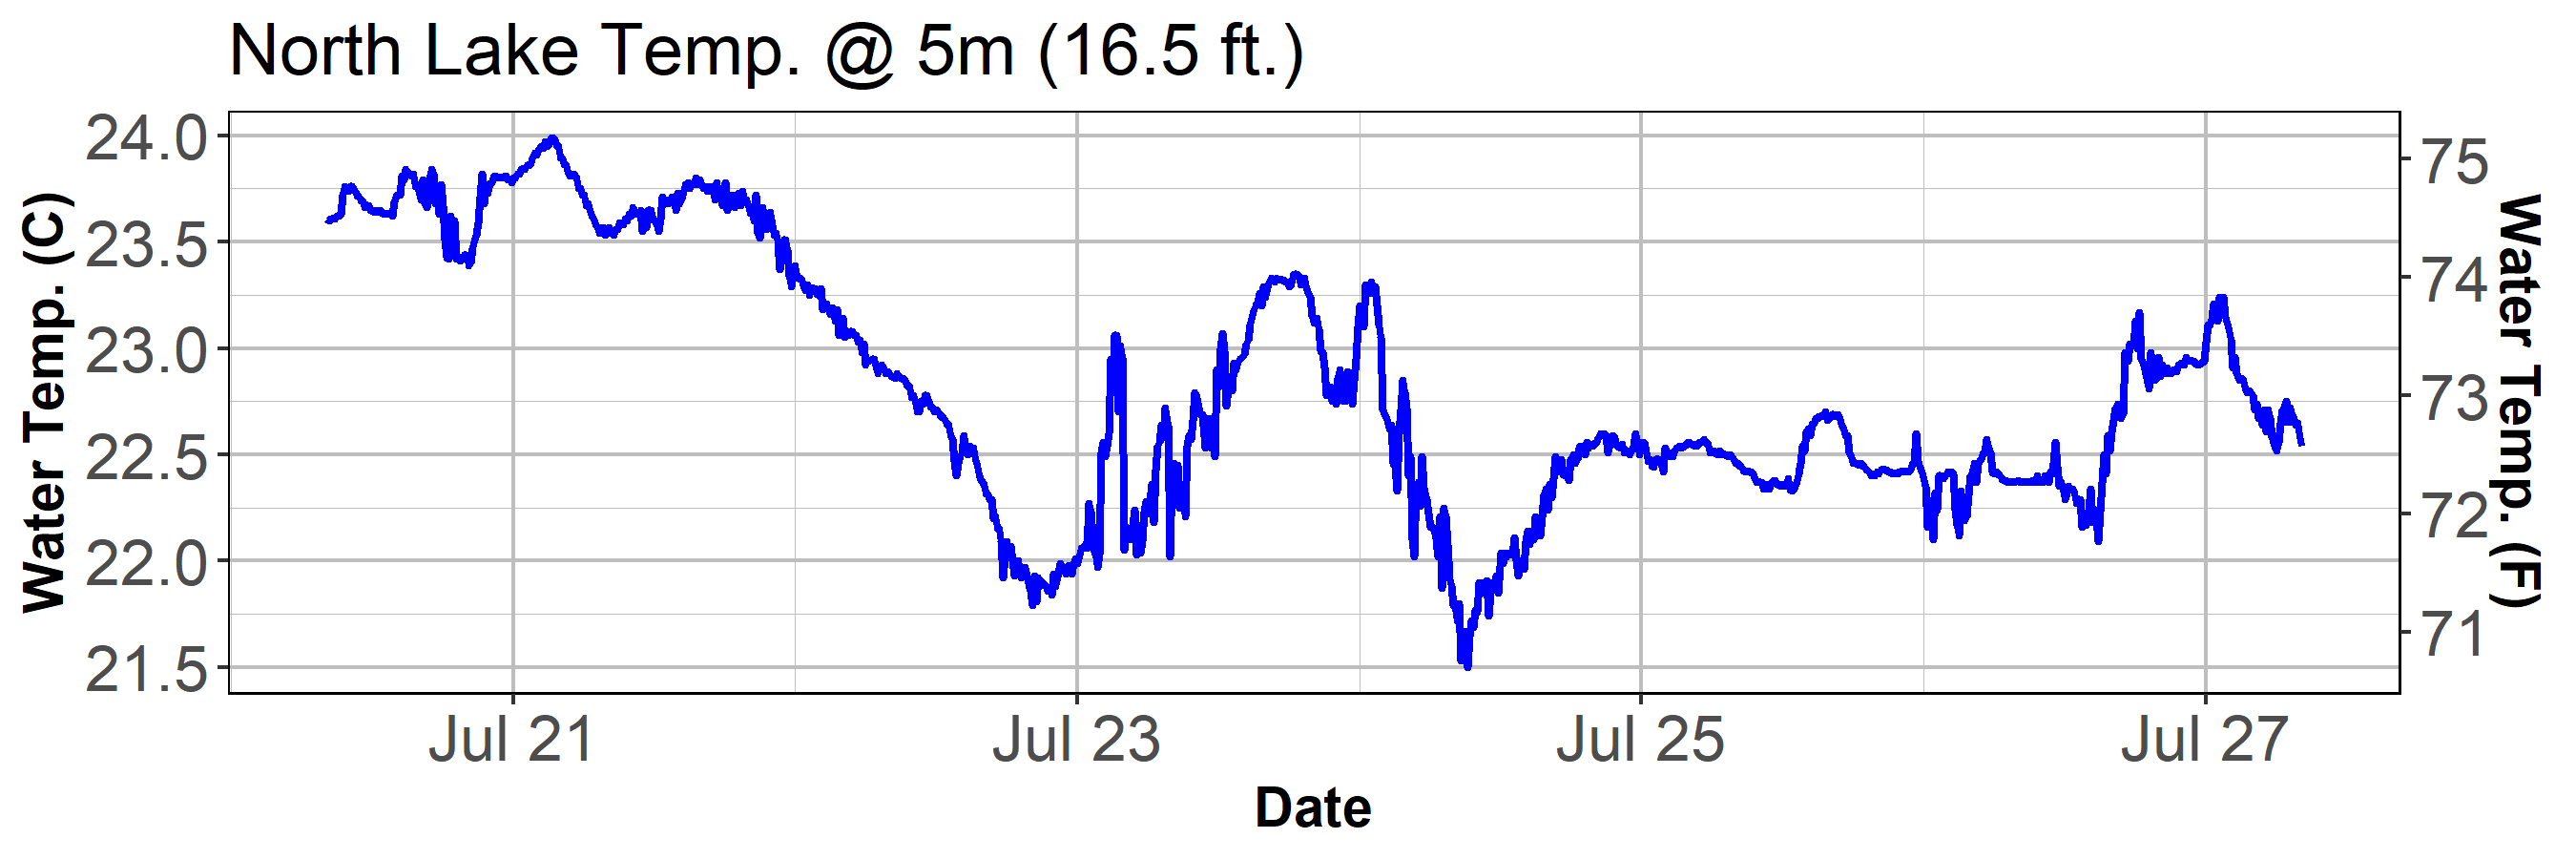 North Lake Temp. @ 5m (16.5 ft.)
Water Temp. (C)
24.0
23.5
23.0
22.5
22.0
21.5
75
74
73
72
71
Water Temp. (F)
Jul 21
Jul 23
Jul 25
Jul 27
Date